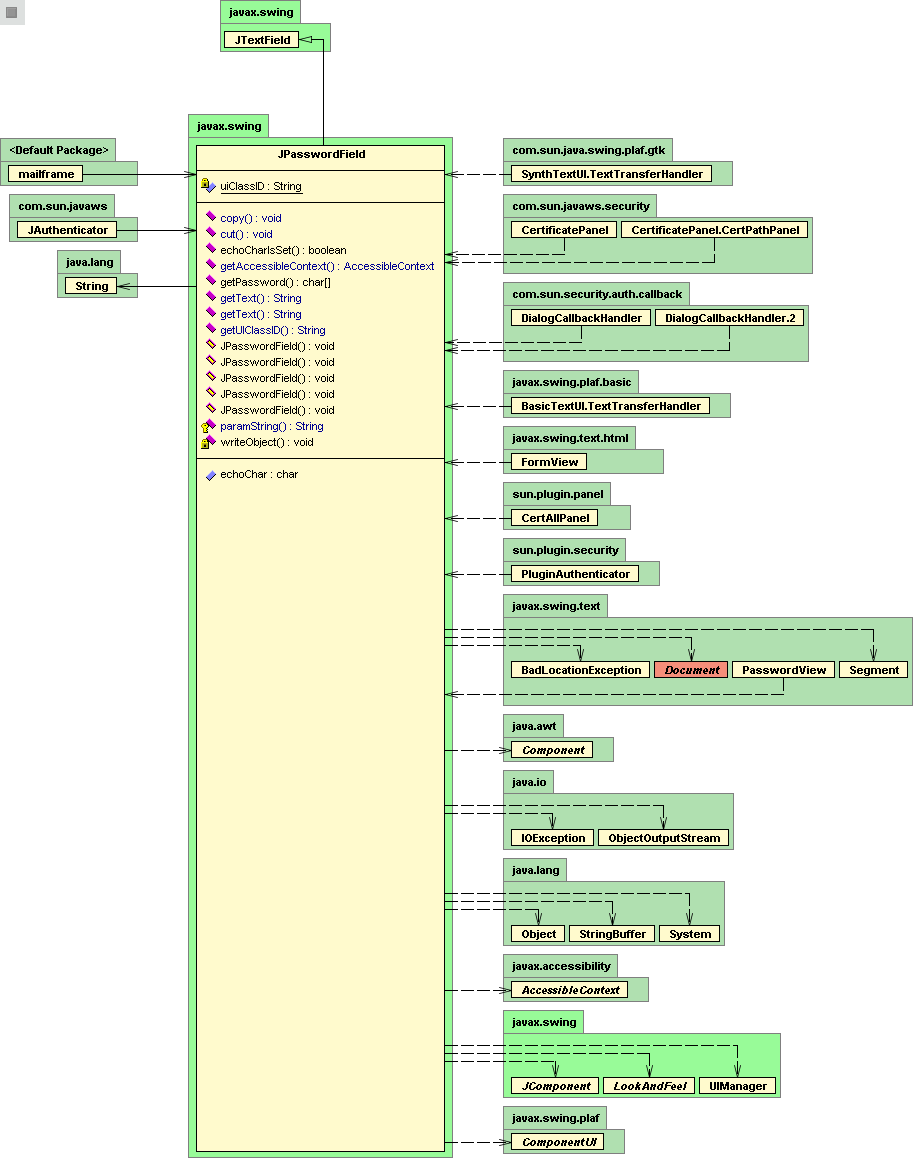 javax.swing
JTextField
javax.swing
JPasswordField
uiClassID : String
copy() : void
cut() : void
echoCharIsSet() : boolean
getAccessibleContext() : AccessibleContext
getPassword() : char[]
getText() : String
getText() : String
getUIClassID() : String
JPasswordField() : void
JPasswordField() : void
JPasswordField() : void
JPasswordField() : void
JPasswordField() : void
paramString() : String
writeObject() : void
echoChar : char
<Default Package>
mailframe
com.sun.javaws
JAuthenticator
java.lang
String
com.sun.java.swing.plaf.gtk
SynthTextUI.TextTransferHandler
com.sun.javaws.security
CertificatePanel CertificatePanel.CertPathPanel
com.sun.security.auth.callback
DialogCallbackHandler DialogCallbackHandler.2
javax.swing.plaf.basic
BasicTextUI.TextTransferHandler
javax.swing.text.html
FormView
sun.plugin.panel
CertAllPanel
sun.plugin.security
PluginAuthenticator
javax.swing.text
BadLocationException Document PasswordView Segment
java.awt
Component
java.io
IOException ObjectOutputStream
java.lang
Object StringBuffer System
javax.accessibility
AccessibleContext
javax.swing
JComponent LookAndFeel UIManager
javax.swing.plaf
ComponentUI